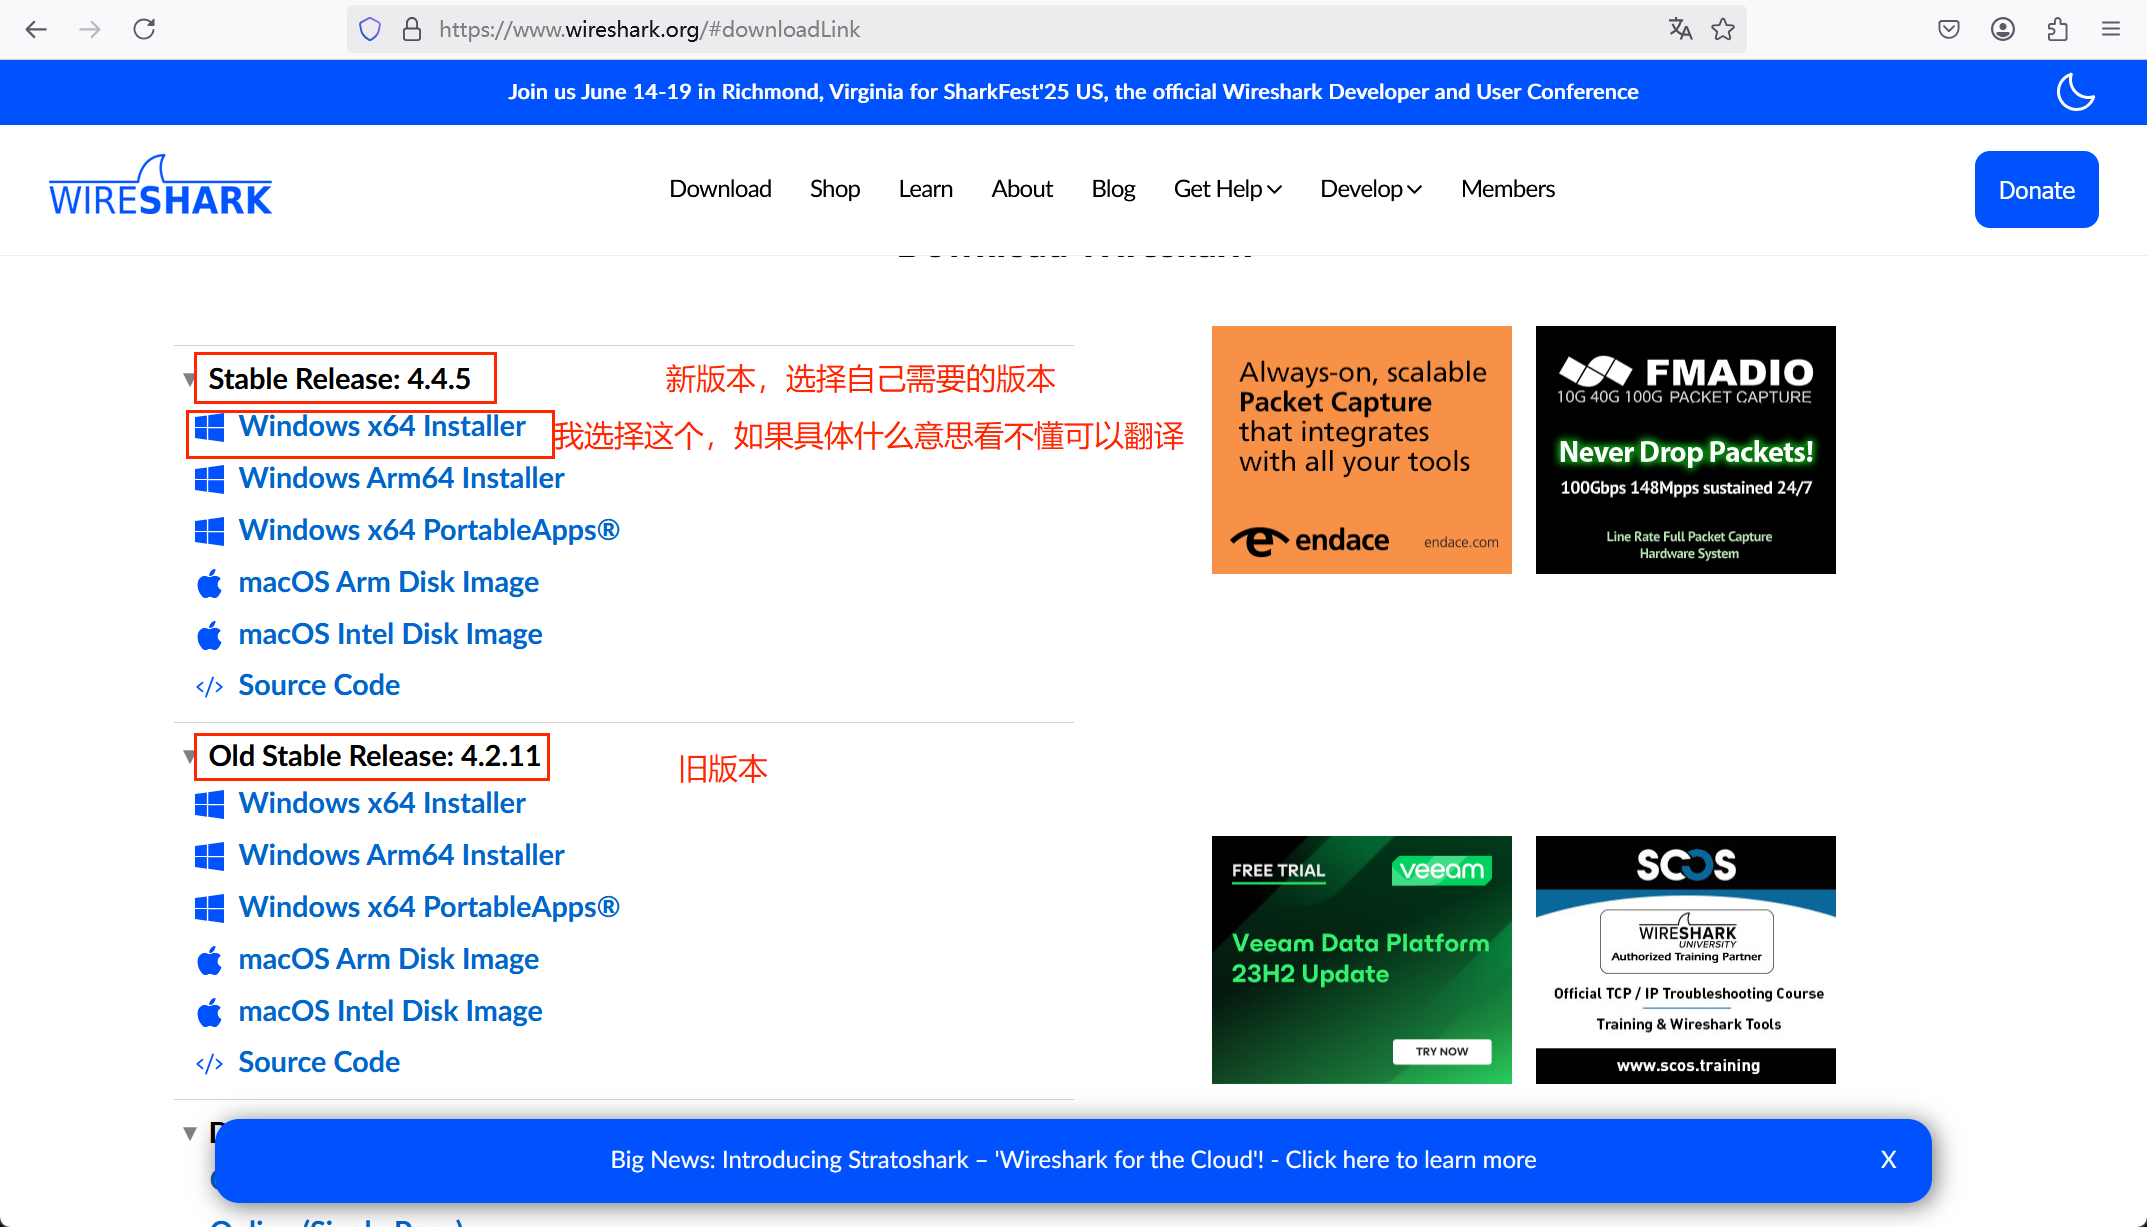 https://www.wireshark.org/#downloadLink
Join us June 14-19 in Richmond, Virginia for SharkFest'25 US, the official Wireshark Developer and User Conference
WIRESHARK
Download
Shop
Learn
About
Blog
Get Help
Develop
Members
Donate
Download Wireshark
Stable Release: 4.4.5
新版本，选择自己需要的版本
Windows x64 Installer
我选择这个，如果具体什么意思看不懂可以翻译
Windows Arm64 Installer
Windows x64 PortableApps®
macOS Arm Disk Image
macOS Intel Disk Image
</> Source Code
Old Stable Release: 4.2.11
旧版本
Windows x64 Installer
Windows Arm64 Installer
Windows x64 PortableApps®
macOS Arm Disk Image
macOS Intel Disk Image
</> Source Code
Always-on, scalable
Packet Capture
that integrates
with all your tools
endace
endace.com
FMADIO
10G 40G 100G PACKET CAPTURE
Never Drop Packets!
100Gbps 148Mpps sustained 24/7
Line Rate Full Packet Capture
Hardware System
FREE TRIAL
veeam
Veeam Data Platform
23H2 Update
TRY NOW
SCOS
WIRESHARK
UNIVERSITY
Authorized Training Partner
Official TCP / IP Troubleshooting Course
Training & Wireshark Tools
www.scos.training
Big News: Introducing Stratoshark – 'Wireshark for the Cloud'! - Click here to learn more
X